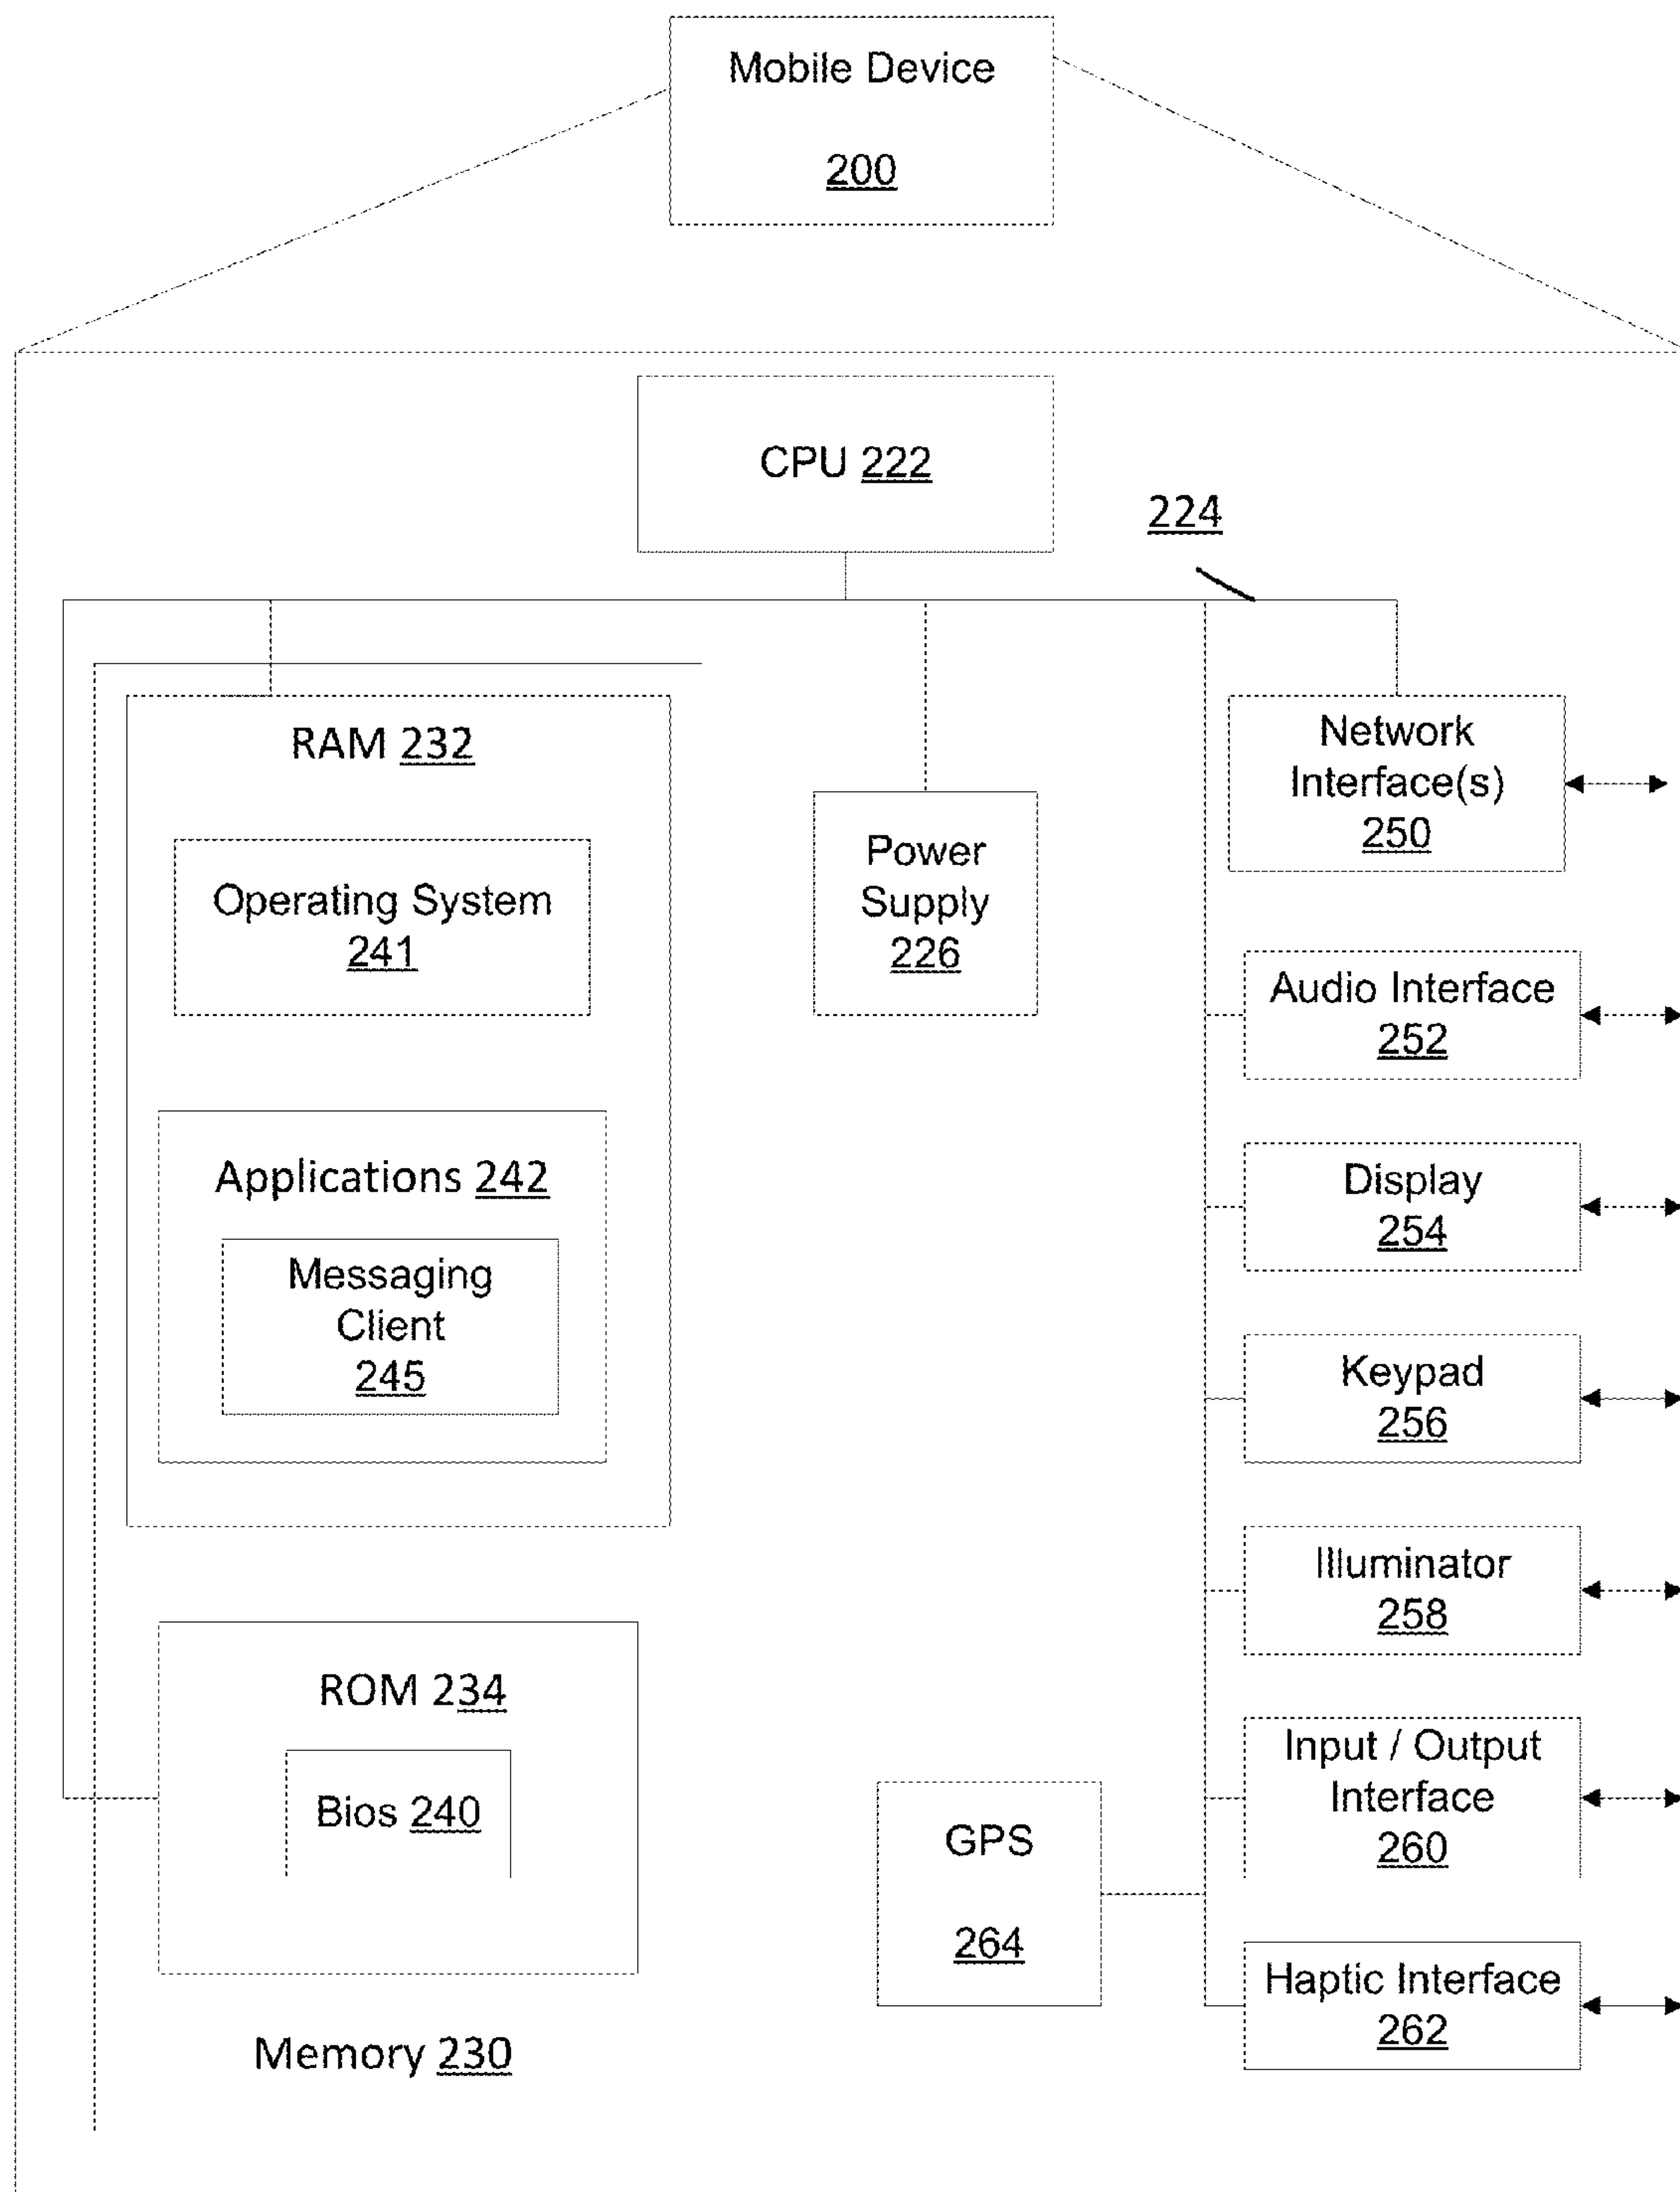 Mobile Device
200
CPU 222
224
RAM 232
Operating System
241
Applications 242
Messaging
Client
245
ROM 234
Bios 240
Memory 230
Power
Supply
226
GPS
264
Network
Interface(s)
250
Audio Interface
252
Display
254
Keypad
256
Illuminator
258
Input / Output
Interface
260
Haptic Interface
262